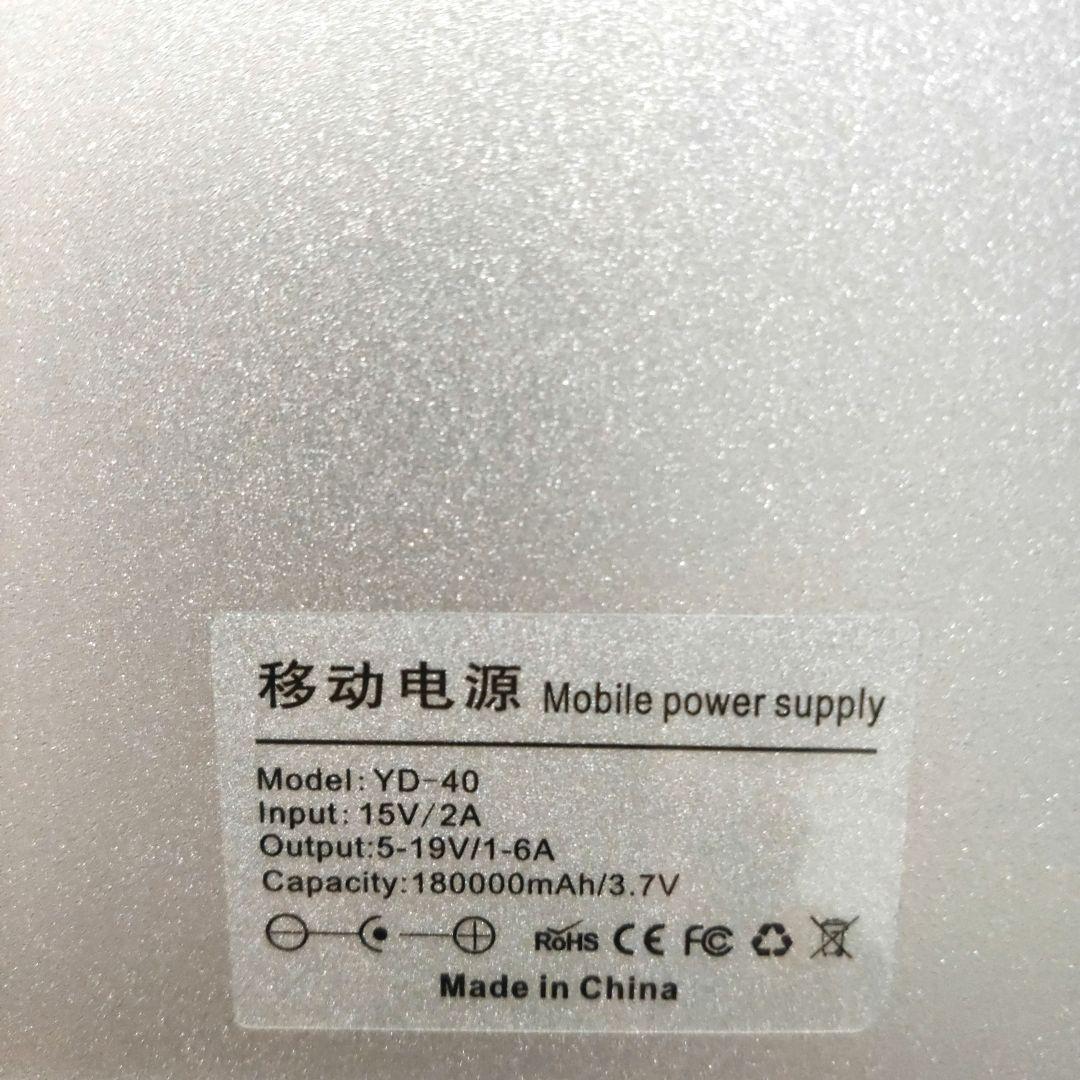 移动电源 Mobile power supply
Model: YD-40
Input: 15V/2A
Output:5-19V/1-6A
Capacity:180000mAh/3.7V
RoHS CE FC
Made in China